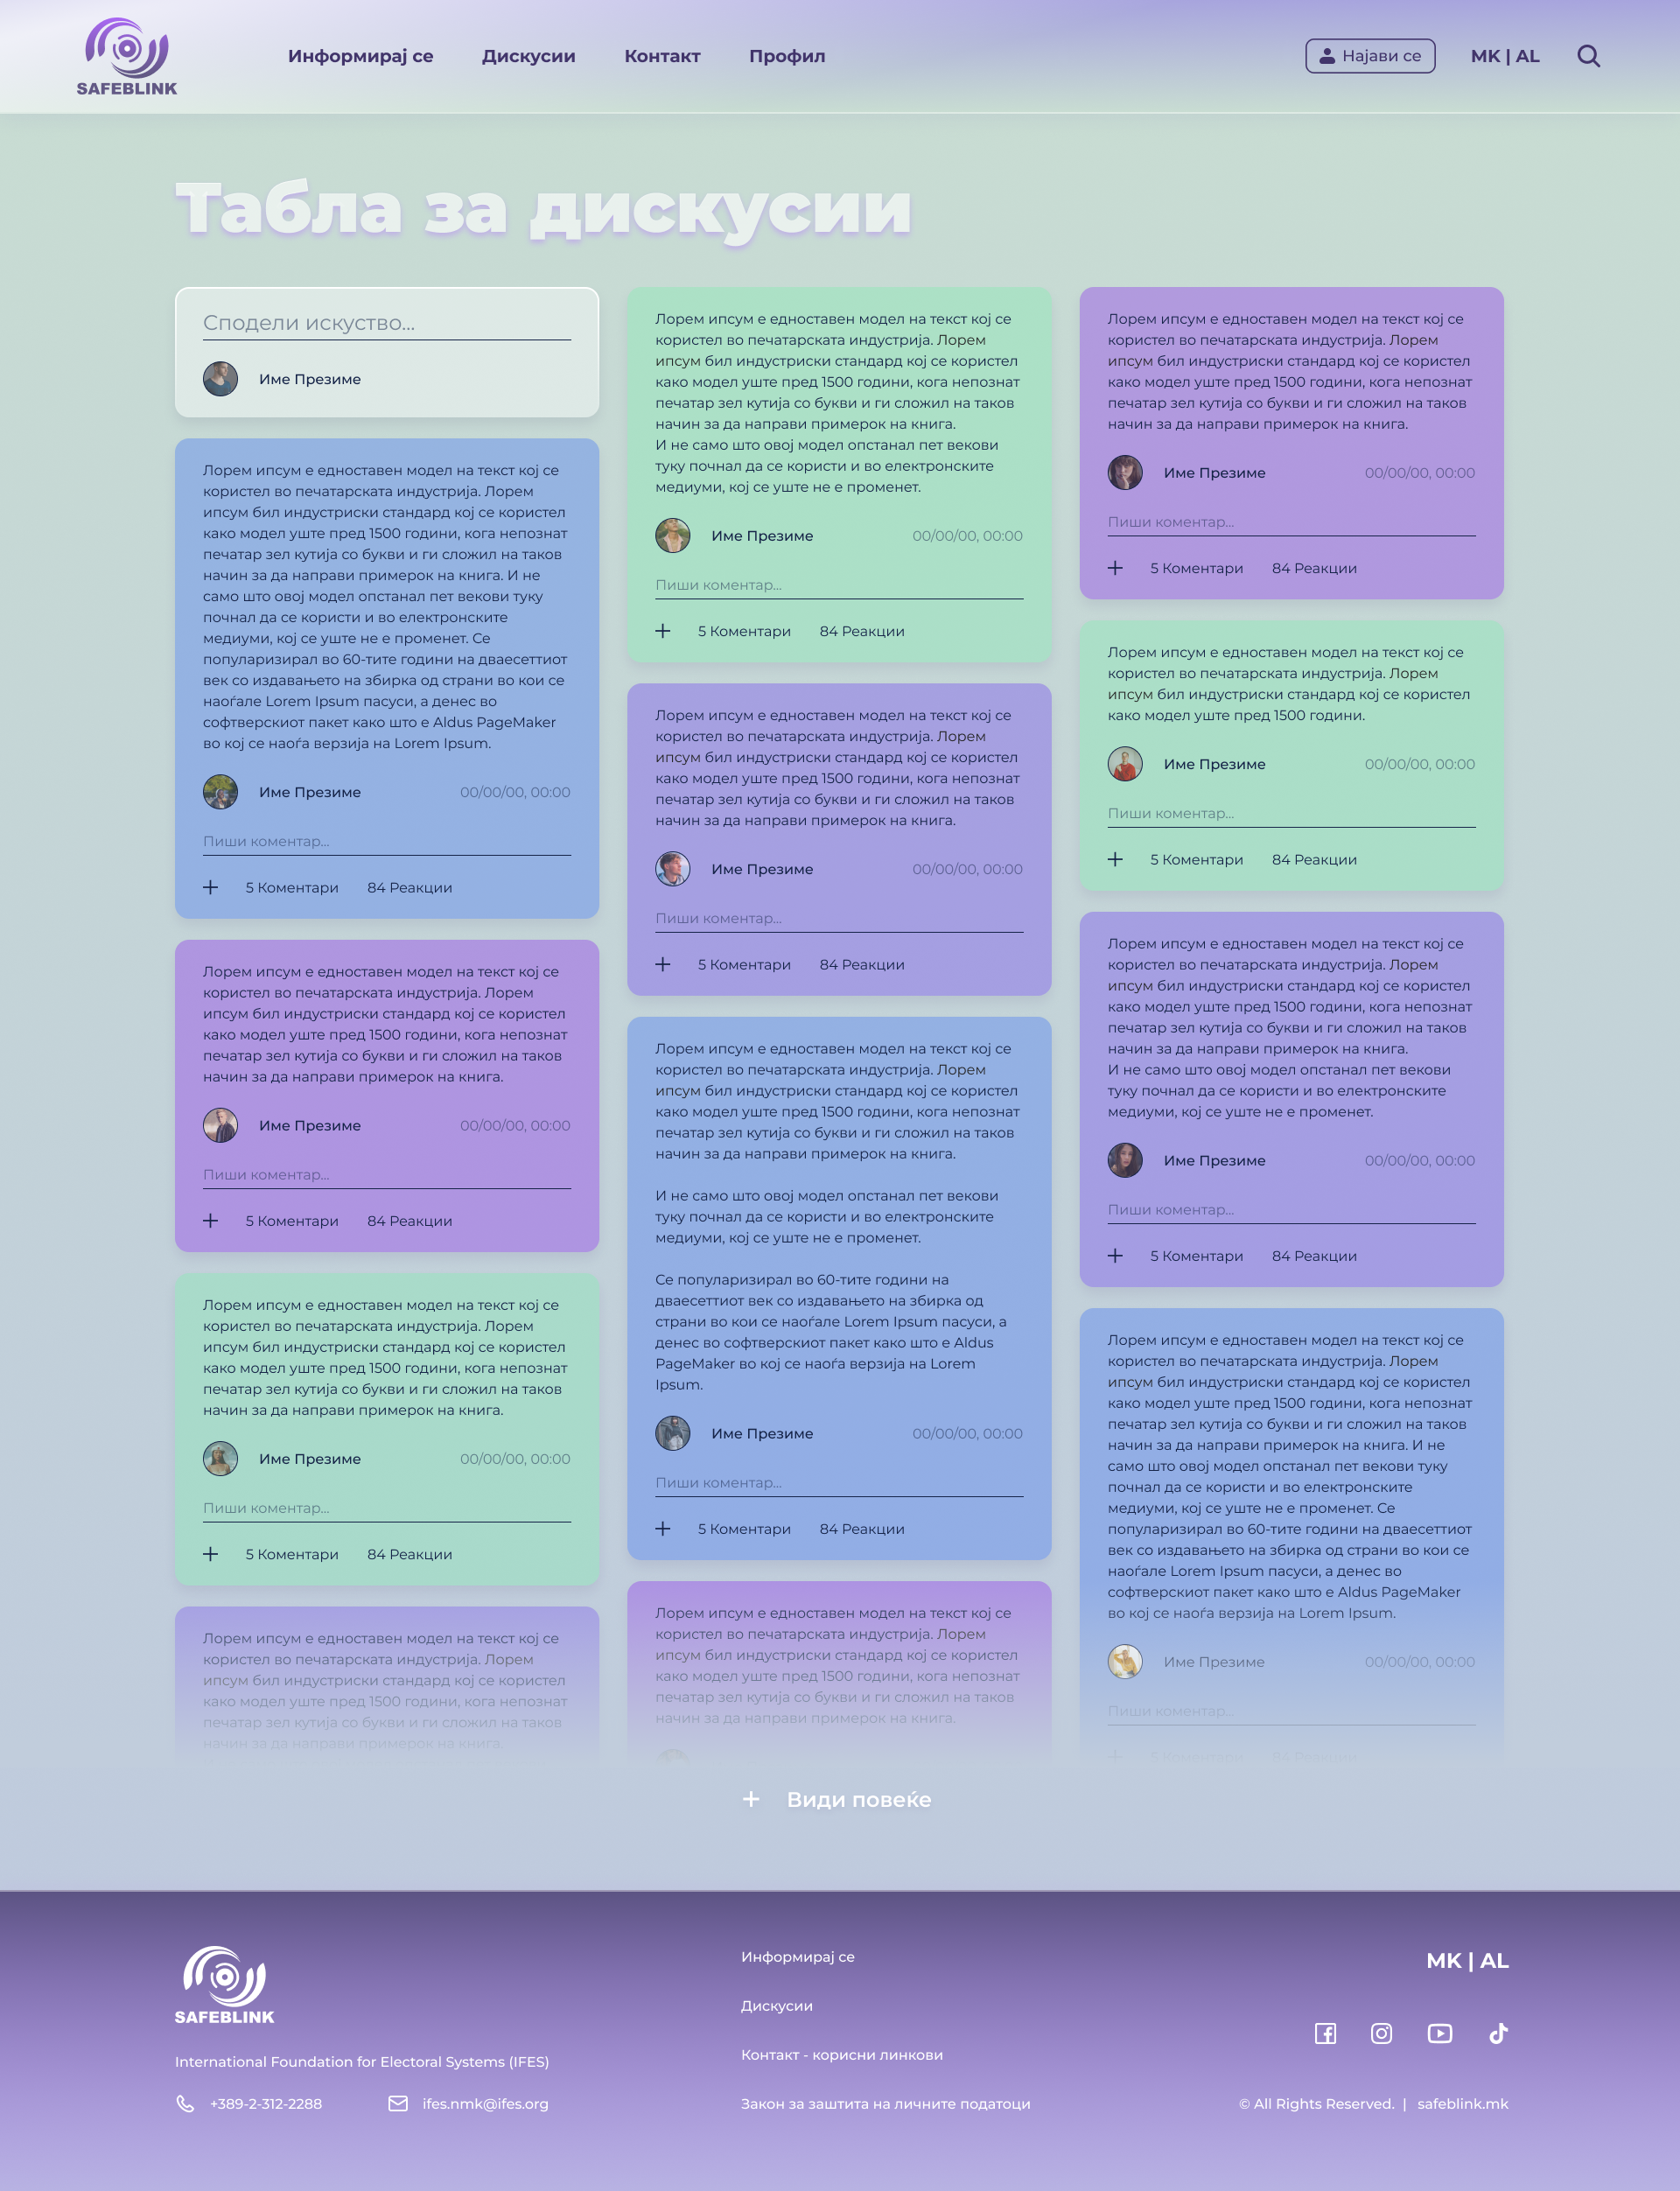 SAFEBLINK
Информирај се
Дискусии
Контакт
Профил
Најави се
MK | AL
Табла за дискусии
Сподели искуство...
Име Презиме
Лорем ипсум е едноставен модел на текст кој се
користел во печатарската индустрија. Лорем
ипсум бил индустриски стандард кој се користел
како модел уште пред 1500 години, кога непознат
печатар зел кутија со букви и ги сложил на таков
начин за да направи примерок на книга. И не
само што овој модел опстанал пет векови туку
почнал да се користи и во електронските
медиуми, кој се уште не е променет. Се
популаризирал во 60-тите години на дваесеттиот
век со издавањето на збирка од страни во кои се
наоѓале Lorem Ipsum пасуси, а денес во
софтверскиот пакет како што е Aldus PageMaker
во кој се наоѓа верзија на Lorem Ipsum.
Име Презиме 00/00/00, 00:00
Пиши коментар...
5 Коментари 84 Реакции
Лорем ипсум е едноставен модел на текст кој се
користел во печатарската индустрија. Лорем
ипсум бил индустриски стандард кој се користел
како модел уште пред 1500 години, кога непознат
печатар зел кутија со букви и ги сложил на таков
начин за да направи примерок на книга.
Име Презиме 00/00/00, 00:00
Пиши коментар...
5 Коментари 84 Реакции
Лорем ипсум е едноставен модел на текст кој се
користел во печатарската индустрија. Лорем
ипсум бил индустриски стандард кој се користел
како модел уште пред 1500 години, кога непознат
печатар зел кутија со букви и ги сложил на таков
начин за да направи примерок на книга.
Име Презиме 00/00/00, 00:00
Пиши коментар...
5 Коментари 84 Реакции
Лорем ипсум е едноставен модел на текст кој се
користел во печатарската индустрија. Лорем
ипсум бил индустриски стандард кој се користел
како модел уште пред 1500 години, кога непознат
печатар зел кутија со букви и ги сложил на таков
начин за да направи примерок на книга.
Лорем ипсум е едноставен модел на текст кој се
користел во печатарската индустрија. Лорем
ипсум бил индустриски стандард кој се користел
како модел уште пред 1500 години, кога непознат
печатар зел кутија со букви и ги сложил на таков
начин за да направи примерок на книга.
И не само што овој модел опстанал пет векови
туку почнал да се користи и во електронските
медиуми, кој се уште не е променет.
Име Презиме 00/00/00, 00:00
Пиши коментар...
5 Коментари 84 Реакции
Лорем ипсум е едноставен модел на текст кој се
користел во печатарската индустрија. Лорем
ипсум бил индустриски стандард кој се користел
како модел уште пред 1500 години, кога непознат
печатар зел кутија со букви и ги сложил на таков
начин за да направи примерок на книга.
Име Презиме 00/00/00, 00:00
Пиши коментар...
5 Коментари 84 Реакции
Лорем ипсум е едноставен модел на текст кој се
користел во печатарската индустрија. Лорем
ипсум бил индустриски стандард кој се користел
како модел уште пред 1500 години, кога непознат
печатар зел кутија со букви и ги сложил на таков
начин за да направи примерок на книга.
И не само што овој модел опстанал пет векови
туку почнал да се користи и во електронските
медиуми, кој се уште не е променет.
Се популаризирал во 60-тите години на
дваесеттиот век со издавањето на збирка од
страни во кои се наоѓале Lorem Ipsum пасуси, а
денес во софтверскиот пакет како што е Aldus
PageMaker во кој се наоѓа верзија на Lorem
Ipsum.
Име Презиме 00/00/00, 00:00
Пиши коментар...
5 Коментари 84 Реакции
Лорем ипсум е едноставен модел на текст кој се
користел во печатарската индустрија. Лорем
ипсум бил индустриски стандард кој се користел
како модел уште пред 1500 години, кога непознат
печатар зел кутија со букви и ги сложил на таков
начин за да направи примерок на книга.
Лорем ипсум е едноставен модел на текст кој се
користел во печатарската индустрија. Лорем
ипсум бил индустриски стандард кој се користел
како модел уште пред 1500 години, кога непознат
печатар зел кутија со букви и ги сложил на таков
начин за да направи примерок на книга.
Име Презиме 00/00/00, 00:00
Пиши коментар...
5 Коментари 84 Реакции
Лорем ипсум е едноставен модел на текст кој се
користел во печатарската индустрија. Лорем
ипсум бил индустриски стандард кој се користел
како модел уште пред 1500 години.
Име Презиме 00/00/00, 00:00
Пиши коментар...
5 Коментари 84 Реакции
Лорем ипсум е едноставен модел на текст кој се
користел во печатарската индустрија. Лорем
ипсум бил индустриски стандард кој се користел
како модел уште пред 1500 години, кога непознат
печатар зел кутија со букви и ги сложил на таков
начин за да направи примерок на книга.
И не само што овој модел опстанал пет векови
туку почнал да се користи и во електронските
медиуми, кој се уште не е променет.
Име Презиме 00/00/00, 00:00
Пиши коментар...
5 Коментари 84 Реакции
Лорем ипсум е едноставен модел на текст кој се
користел во печатарската индустрија. Лорем
ипсум бил индустриски стандард кој се користел
како модел уште пред 1500 години, кога непознат
печатар зел кутија со букви и ги сложил на таков
начин за да направи примерок на книга. И не
само што овој модел опстанал пет векови туку
почнал да се користи и во електронските
медиуми, кој се уште не е променет. Се
популаризирал во 60-тите години на дваесеттиот
век со издавањето на збирка од страни во кои се
наоѓале Lorem Ipsum пасуси, а денес во
софтверскиот пакет како што е Aldus PageMaker
во кој се наоѓа верзија на Lorem Ipsum.
Име Презиме 00/00/00, 00:00
Пиши коментар...
5 Коментари 84 Реакции
Види повеќе
SAFEBLINK
International Foundation for Electoral Systems (IFES)
+389-2-312-2288 ifes.nmk@ifes.org
Информирај се
Дискусии
Контакт - корисни линкови
Закон за заштита на личните податоци
MK | AL
© All Rights Reserved. | safeblink.mk